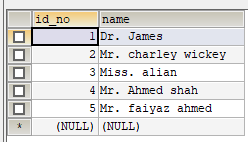 id_no name
1 Dr. James
2 Mr. charley wickey
3 Miss. alian
4 Mr. Ahmed shah
5 Mr. faiyaz ahmed
* (NULL) (NULL)